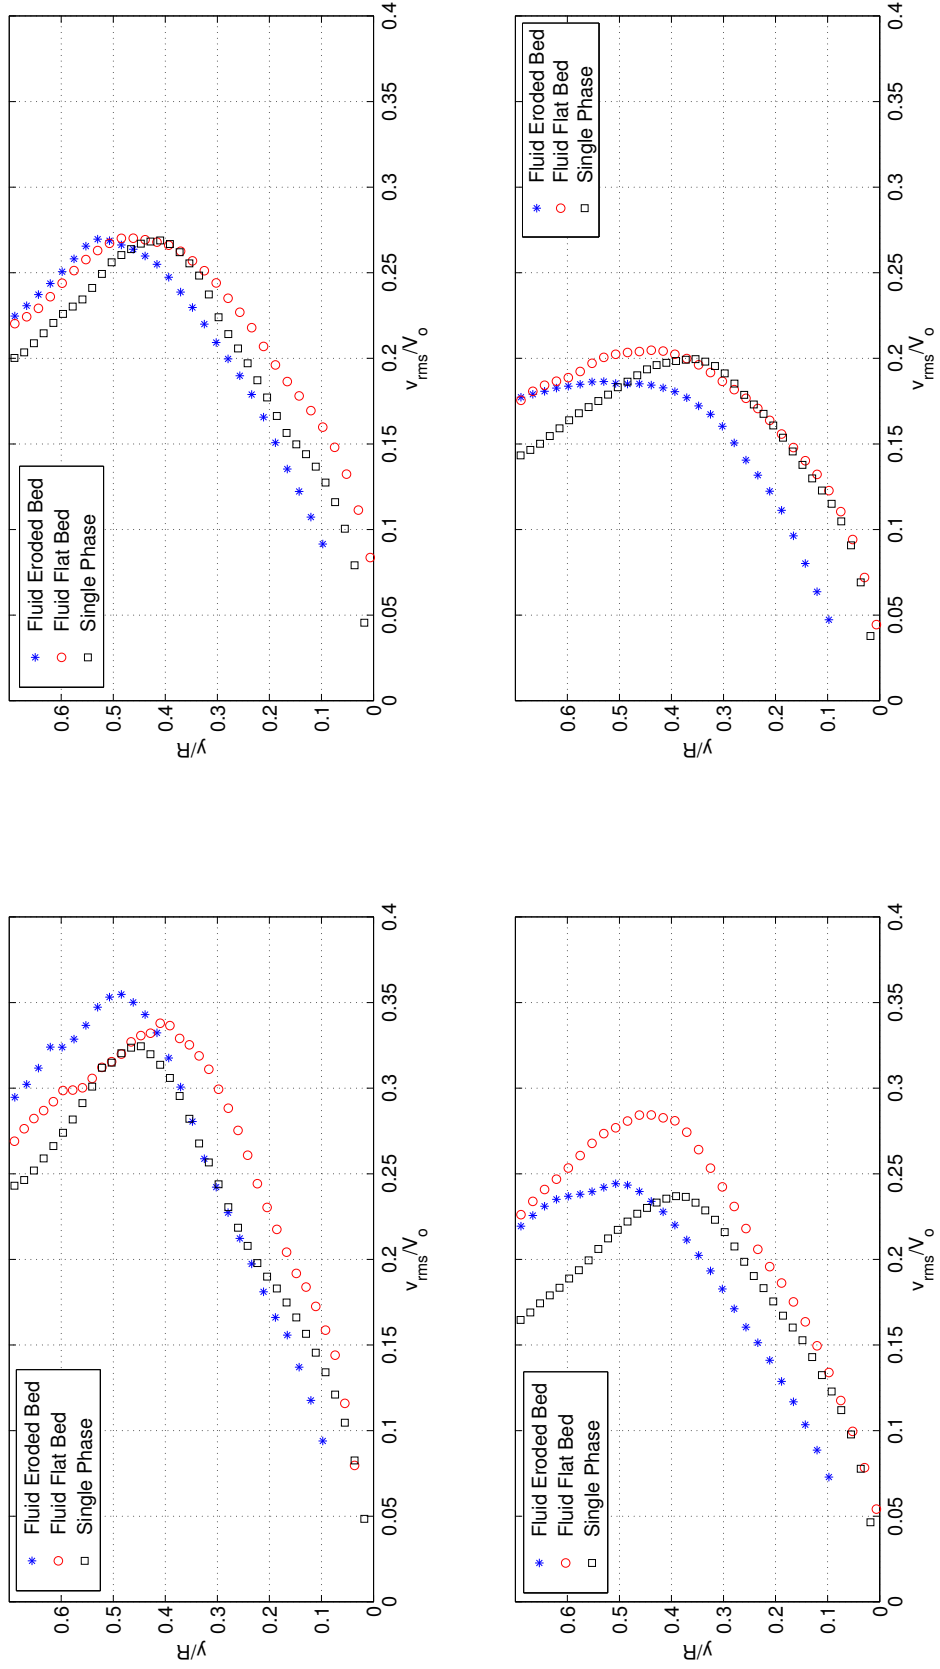 Fluid Eroded Bed
Fluid Flat Bed
Single Phase
y/R
0.6
0.5
0.4
0.3
0.2
0.1
0
0.05 0.1 0.15 0.2 0.25 0.3 0.35 0.4
v_rms/V_o
Fluid Eroded Bed
Fluid Flat Bed
Single Phase
y/R
0.6
0.5
0.4
0.3
0.2
0.1
0
0.05 0.1 0.15 0.2 0.25 0.3 0.35 0.4
v_rms/V_o
Fluid Eroded Bed
Fluid Flat Bed
Single Phase
y/R
0.6
0.5
0.4
0.3
0.2
0.1
0
0.05 0.1 0.15 0.2 0.25 0.3 0.35 0.4
v_rms/V_o
Fluid Eroded Bed
Fluid Flat Bed
Single Phase
y/R
0.6
0.5
0.4
0.3
0.2
0.1
0
0.05 0.1 0.15 0.2 0.25 0.3 0.35 0.4
v_rms/V_o